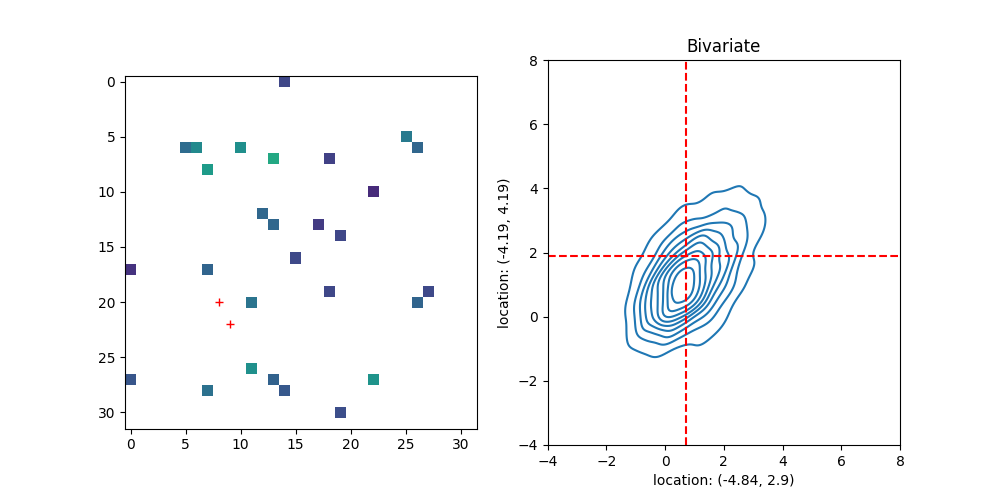 0
5
10
15
20
25
30
0 5 10 15 20 25 30
Bivariate
8
6
4
2
0
−2
−4
−4 −2 0 2 4 6 8
location: (-4.19, 4.19)
location: (-4.84, 2.9)